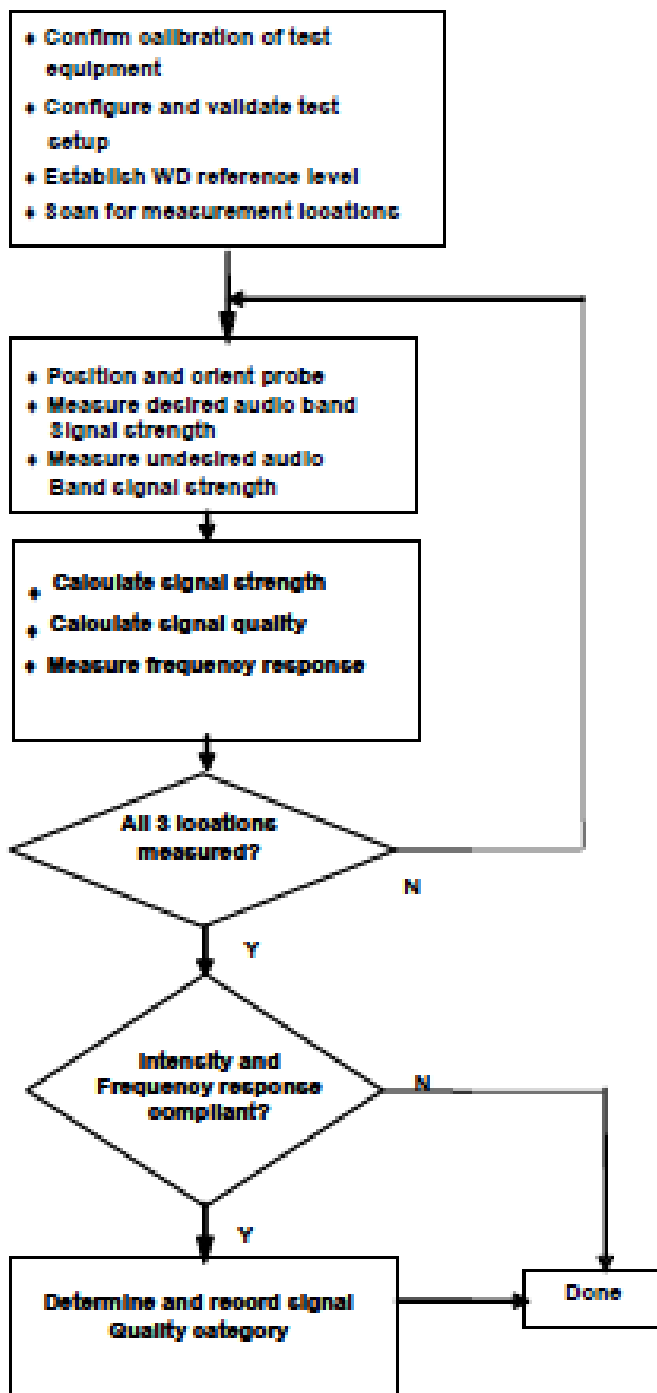 ♦ Confirm calibration of test
equipment
♦ Configure and validate test
setup
♦ Establish WD reference level
♦ Scan for measurement locations
♦ Position and orient probe
♦ Measure desired audio band
Signal strength
♦ Measure undesired audio
Band signal strength
♦ Calculate signal strength
♦ Calculate signal quality
♦ Measure frequency response
All 3 locations
measured?
N
Y
Intensity and
Frequency response
compliant?
N
Y
Determine and record signal
Quality category
Done